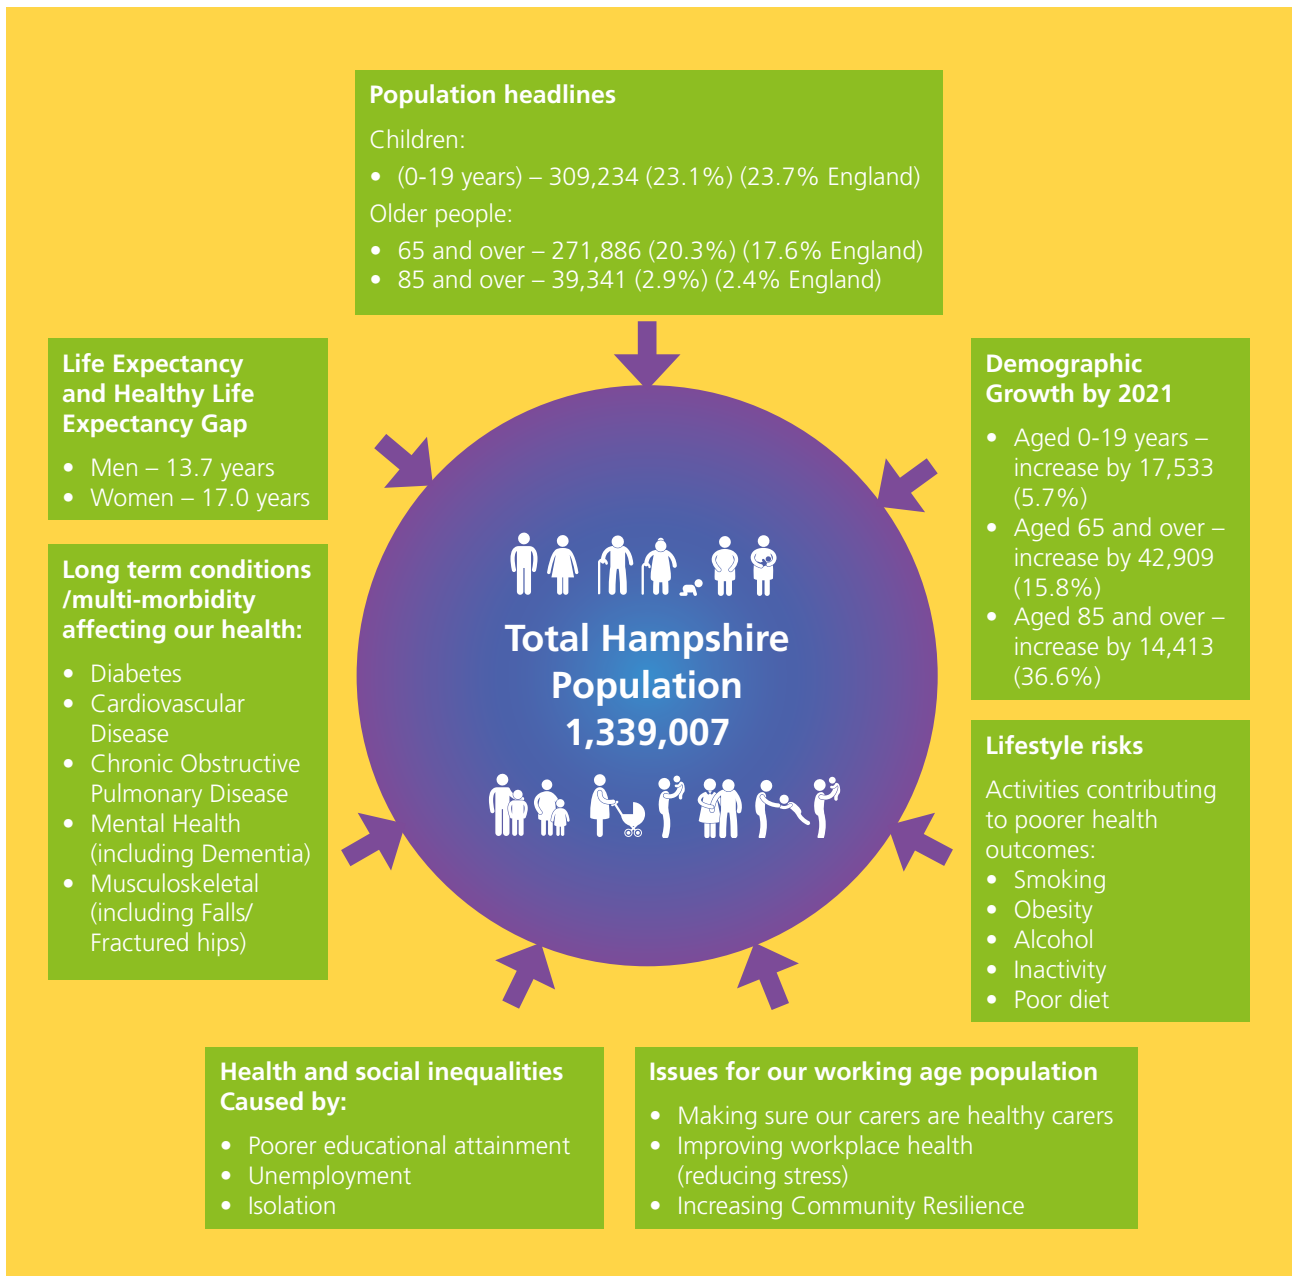 Population headlines
Children:
• (0-19 years) – 309,234 (23.1%) (23.7% England)
Older people:
• 65 and over – 271,886 (20.3%) (17.6% England)
• 85 and over – 39,341 (2.9%) (2.4% England)
Life Expectancy
and Healthy Life
Expectancy Gap
• Men – 13.7 years
• Women – 17.0 years
Demographic
Growth by 2021
• Aged 0-19 years –
increase by 17,533
(5.7%)
• Aged 65 and over –
increase by 42,909
(15.8%)
• Aged 85 and over –
increase by 14,413
(36.6%)
Long term conditions
/multi-morbidity
affecting our health:
• Diabetes
• Cardiovascular
Disease
• Chronic Obstructive
Pulmonary Disease
• Mental Health
(including Dementia)
• Musculoskeletal
(including Falls/
Fractured hips)
Total Hampshire
Population
1,339,007
Lifestyle risks
Activities contributing
to poorer health
outcomes:
• Smoking
• Obesity
• Alcohol
• Inactivity
• Poor diet
Health and social inequalities
Caused by:
• Poorer educational attainment
• Unemployment
• Isolation
Issues for our working age population
• Making sure our carers are healthy carers
• Improving workplace health
(reducing stress)
• Increasing Community Resilience